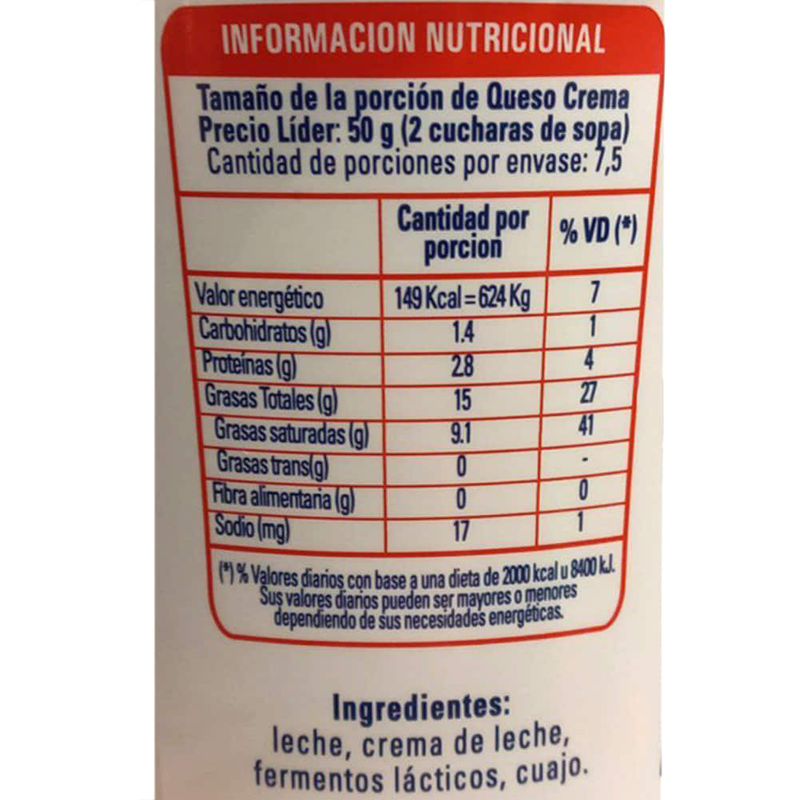 INFORMACION NUTRICIONAL
Tamaño de la porción de Queso Crema
Precio Líder: 50 g (2 cucharas de sopa)
Cantidad de porciones por envase: 7,5
Cantidad por porcion % VD (*)
Valor energético 149 Kcal = 624 Kg 7
Carbohidratos (g) 1.4 1
Proteínas (g) 2.8 4
Grasas Totales (g) 15 27
Grasas saturadas (g) 9.1 41
Grasas trans(g) 0 -
Fibra alimentaria (g) 0 0
Sodio (mg) 17 1
(*) % Valores diarios con base a una dieta de 2000 kcal u 8400 kJ.
Sus valores diarios pueden ser mayores o menores
dependiendo de sus necesidades energéticas.
Ingredientes:
leche, crema de leche,
fermentos lácticos, cuajo.